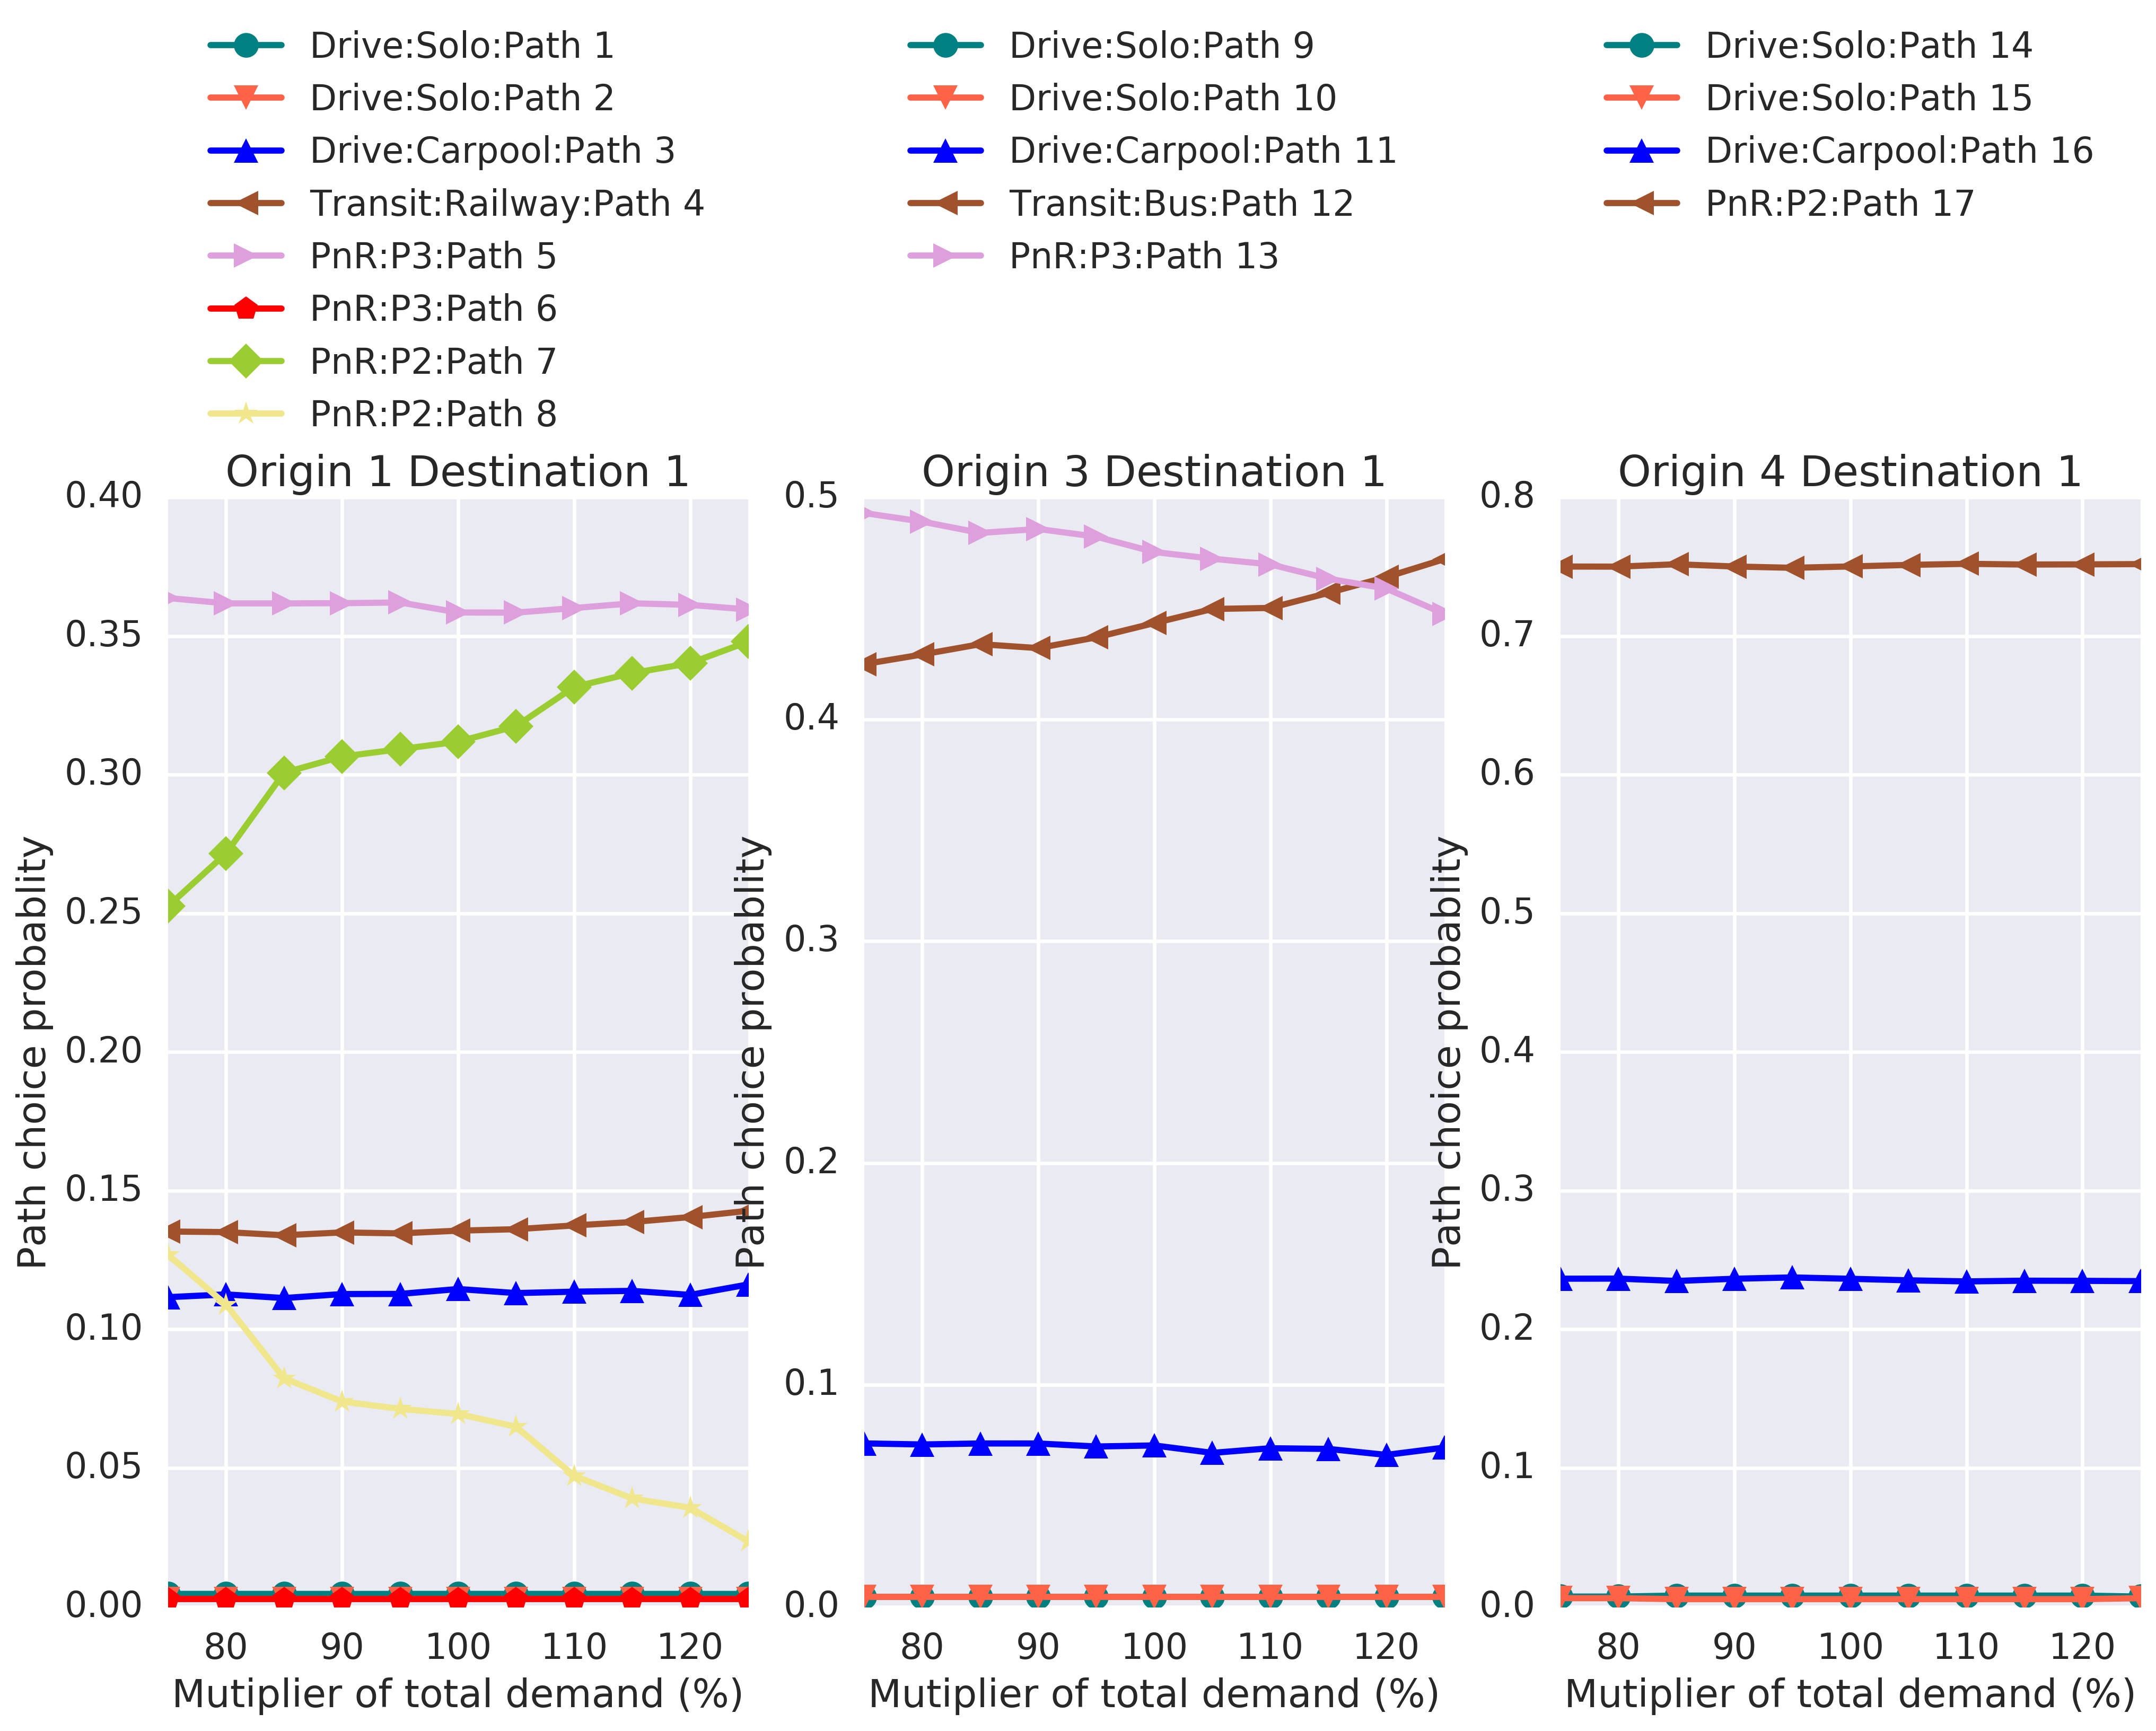 Drive:Solo:Path 1
Drive:Solo:Path 2
Drive:Carpool:Path 3
Transit:Railway:Path 4
PnR:P3:Path 5
PnR:P3:Path 6
PnR:P2:Path 7
PnR:P2:Path 8
Origin 1 Destination 1
0.40
0.35
0.30
0.25
0.20
0.15
0.10
0.05
0.00
Path choice probablity
80 90 100 110 120
Mutiplier of total demand (%)
Drive:Solo:Path 9
Drive:Solo:Path 10
Drive:Carpool:Path 11
Transit:Bus:Path 12
PnR:P3:Path 13
Origin 3 Destination 1
0.5
0.4
0.3
0.2
0.1
0.0
Path choice probablity
80 90 100 110 120
Mutiplier of total demand (%)
Drive:Solo:Path 14
Drive:Solo:Path 15
Drive:Carpool:Path 16
PnR:P2:Path 17
Origin 4 Destination 1
0.8
0.7
0.6
0.5
0.4
0.3
0.2
0.1
0.0
Path choice probablity
80 90 100 110 120
Mutiplier of total demand (%)